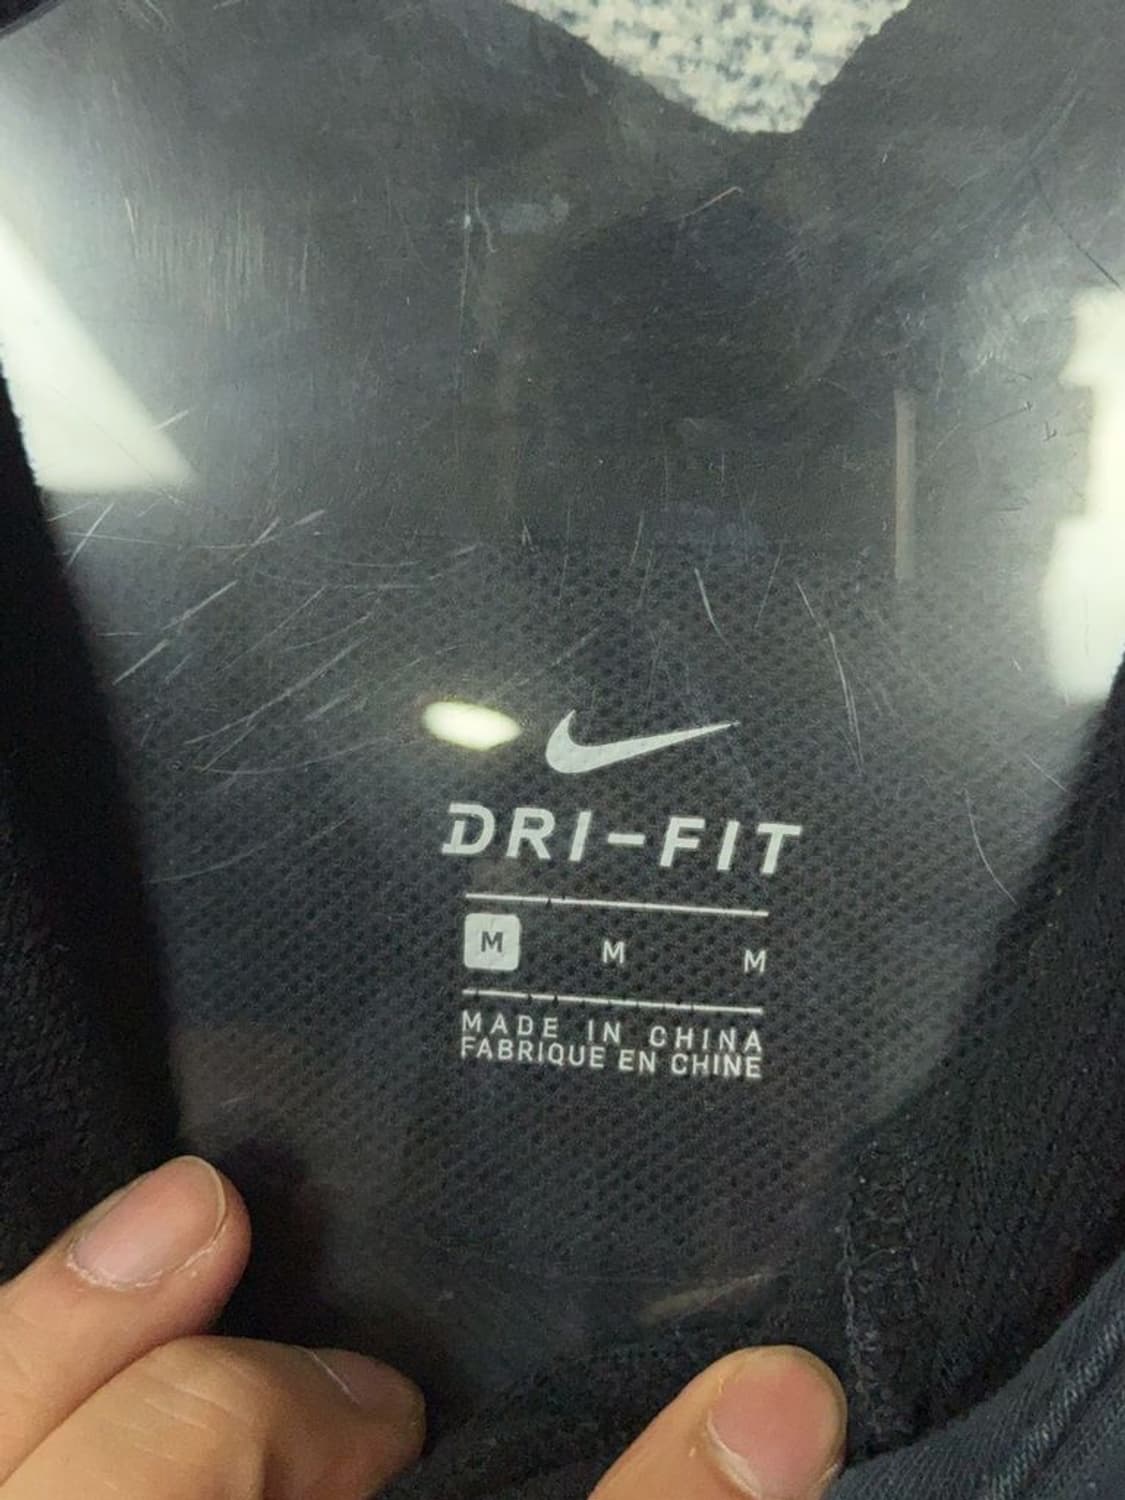 DRI-FIT
M M M
MADE IN CHINA
FABRIQUE EN CHINE